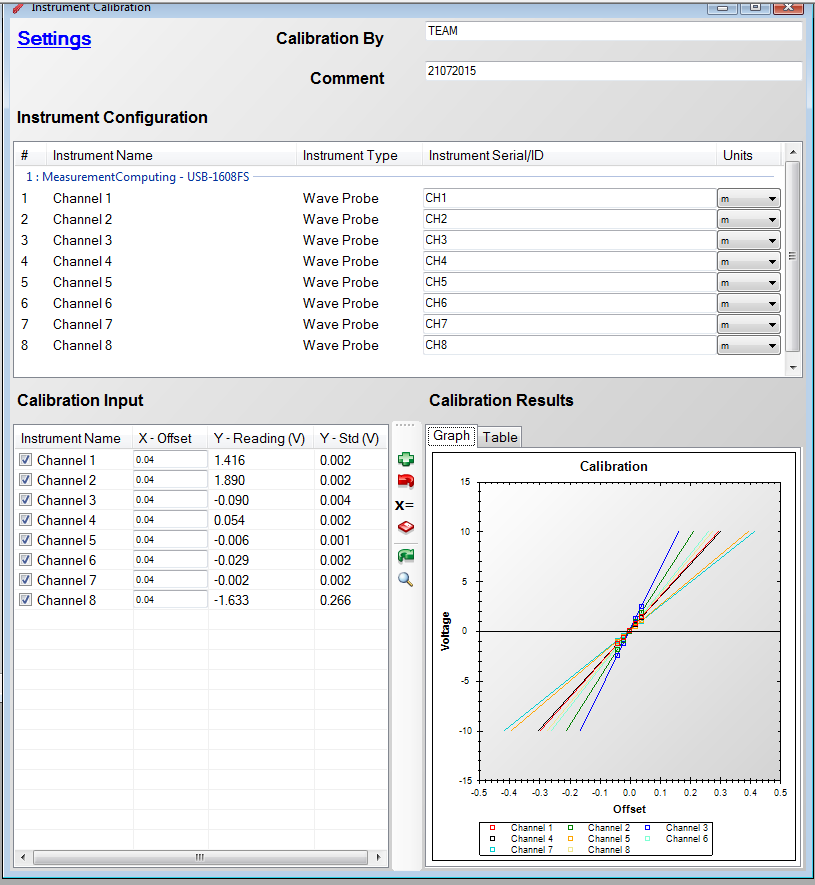 Instrument Calibration
Settings
Calibration By
TEAM
Comment
21072015
Instrument Configuration
# Instrument Name Instrument Type Instrument Serial/ID Units
1 : MeasurementComputing - USB-1608FS
1 Channel 1 Wave Probe CH1 m
2 Channel 2 Wave Probe CH2 m
3 Channel 3 Wave Probe CH3 m
4 Channel 4 Wave Probe CH4 m
5 Channel 5 Wave Probe CH5 m
6 Channel 6 Wave Probe CH6 m
7 Channel 7 Wave Probe CH7 m
8 Channel 8 Wave Probe CH8 m
Calibration Input
Instrument Name X - Offset Y - Reading (V) Y - Std (V)
Channel 1 0.04 1.416 0.002
Channel 2 0.04 1.890 0.002
Channel 3 0.04 -0.090 0.004
Channel 4 0.04 0.054 0.002
Channel 5 0.04 -0.006 0.001
Channel 6 0.04 -0.029 0.002
Channel 7 0.04 -0.002 0.002
Channel 8 0.04 -1.633 0.266
x=
Calibration Results
Graph Table
Calibration
15
10
5
0
-5
-10
-15
Voltage
-0.5 -0.4 -0.3 -0.2 -0.1 0.0 0.1 0.2 0.3 0.4 0.5
Offset
Channel 1 Channel 2 Channel 3
Channel 4 Channel 5 Channel 6
Channel 7 Channel 8